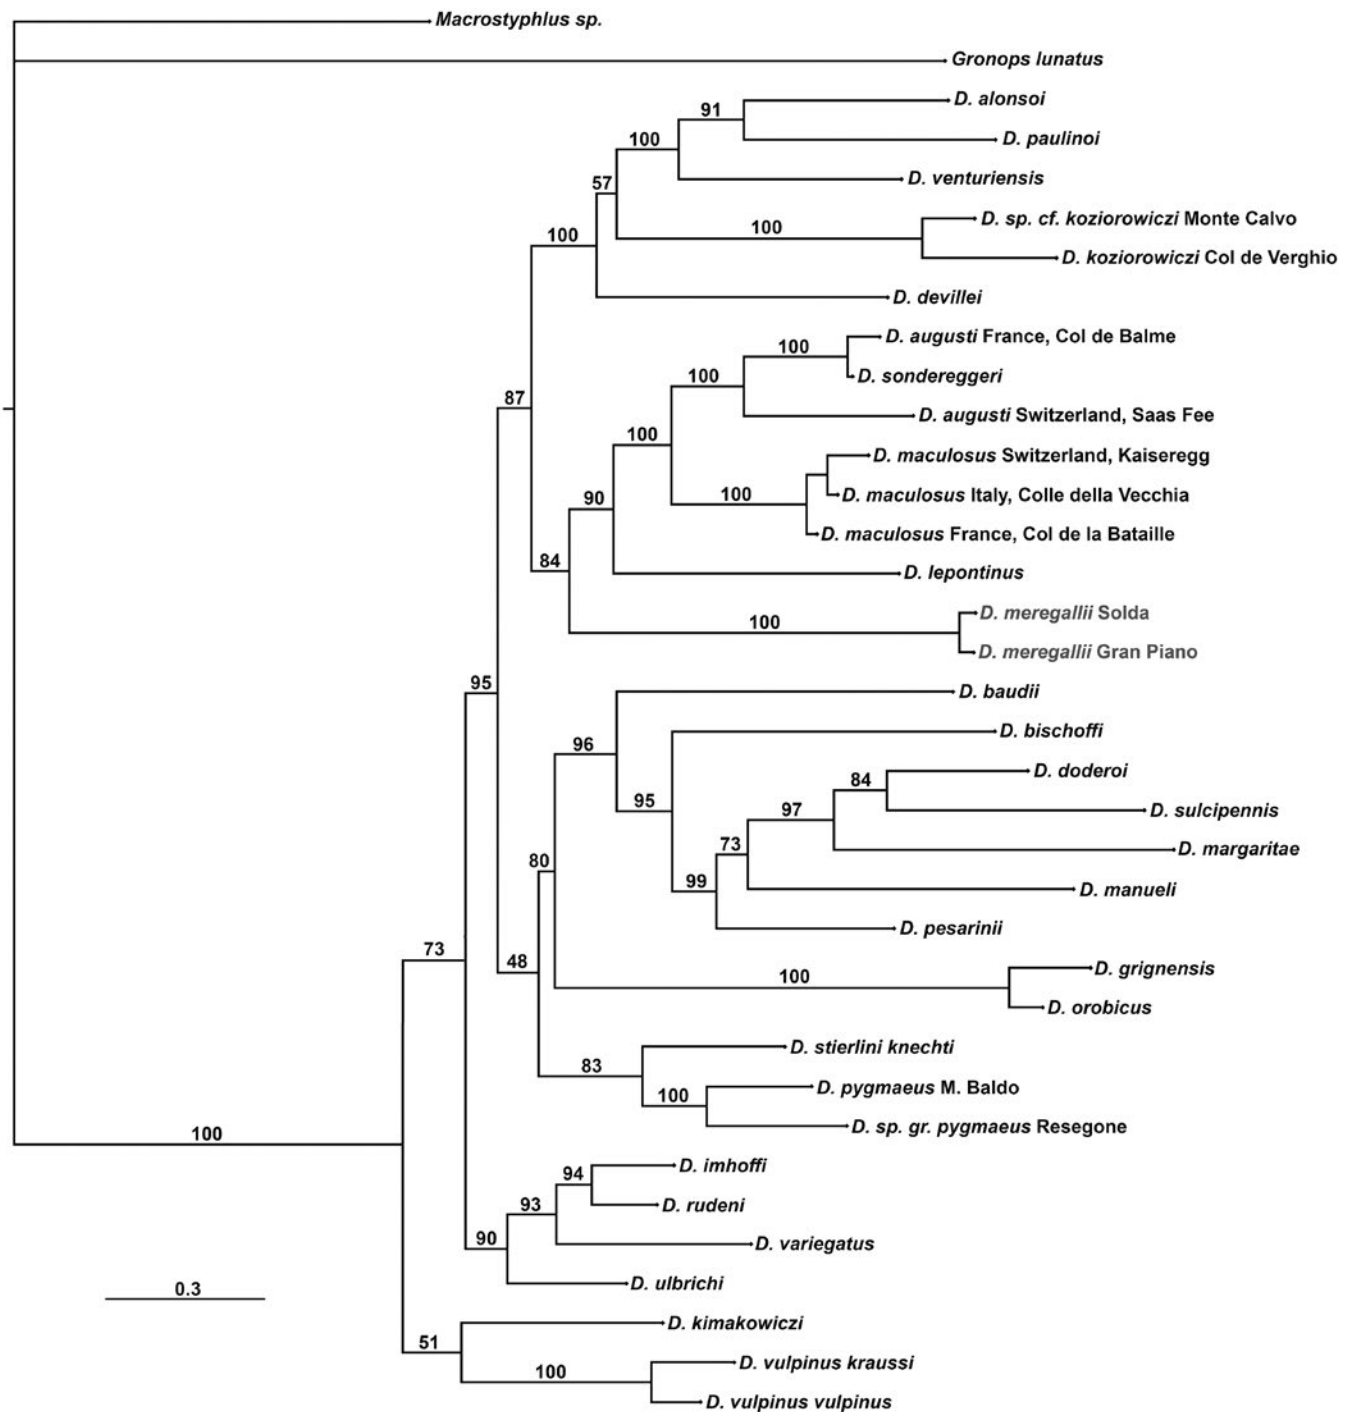 Macrostyphlus sp.
Gronops lunatus
D. alonsoi
91
D. paulinoi
100
D. venturiensis
57
D. sp. cf. koziorowiczi Monte Calvo
100
100
D. koziorowiczi Col de Verghio
D. devillei
D. augusti France, Col de Balme
100
D. sondereggeri
100
87
D. augusti Switzerland, Saas Fee
100
D. maculosus Switzerland, Kaiseregg
90
100
D. maculosus Italy, Colle della Vecchia
D. maculosus France, Col de la Bataille
84
D. lepontinus
D. meregallii Solda
100
D. meregallii Gran Piano
95
D. baudii
96
D. bischoffi
D. doderoi
84
95
97
D. sulcipennis
73
D. margaritae
80
99
D. manueli
D. pesarinii
73
48
D. grignensis
100
D. orobicus
D. stierlini knechti
83
D. pygmaeus M. Baldo
100
D. sp. gr. pygmaeus Resegone
100
D. imhoffi
94
93
D. rudeni
90
D. variegatus
D. ulbrichi
0.3
D. kimakowiczi
51
D. vulpinus kraussi
100
D. vulpinus vulpinus